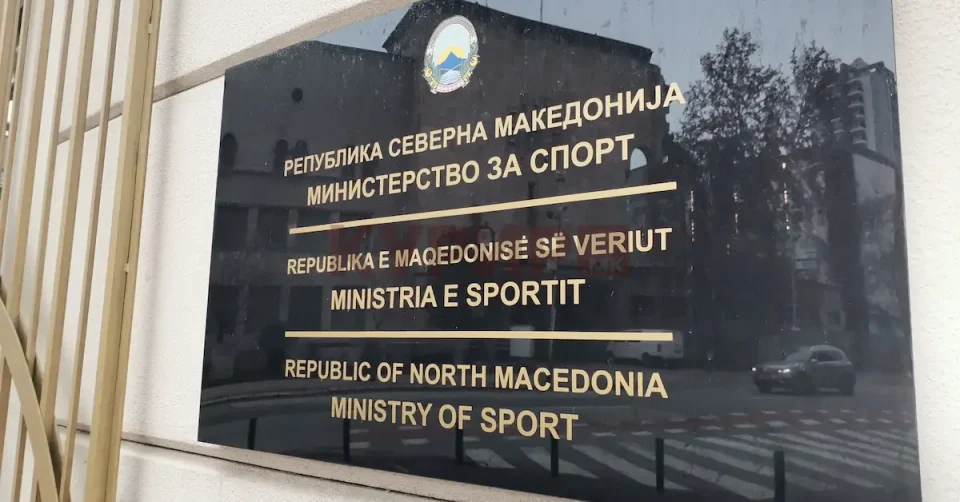 РЕПУБЛИКА СЕВЕРНА МАКЕДОНИЈА
МИНИСТЕРСТВО ЗА СПОРТ
REPUBLIKA E MAQEDONISË SË VERIUT
MINISTRIA E SPORTIT
REPUBLIC OF NORTH MACEDONIA
MINISTRY OF SPORT